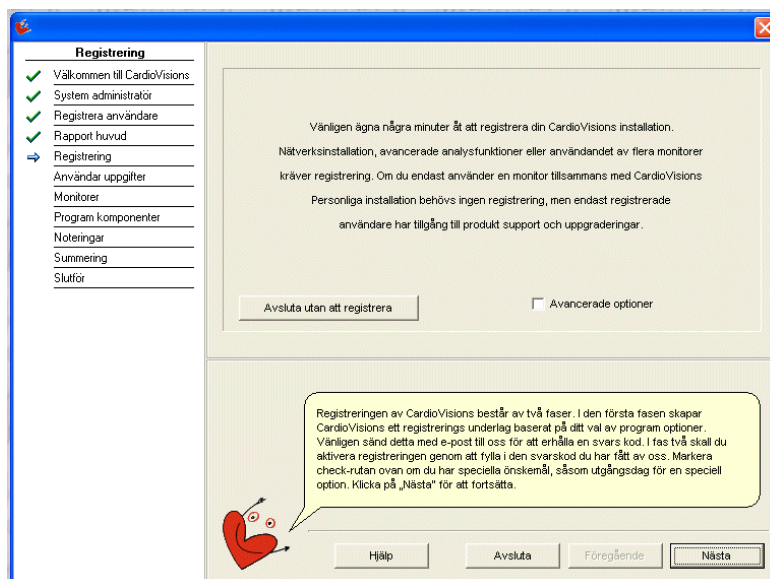 Registrering
Välkommen till CardioVisions
System administratör
Registrera användare
Rapport huvud
Registrering
Användar uppgifter
Monitorer
Program komponenter
Noteringar
Summering
Slutför
Vänligen ägna några minuter åt att registrera din CardioVisions installation.
Nätverksinstallation, avancerade analysfunktioner eller användandet av flera monitorer
kräver registrering. Om du endast använder en monitor tillsammans med CardioVisions
Personliga installation behövs ingen registrering, men endast registrerade
användare har tillgång till produkt support och uppgraderingar.
Avsluta utan att registrera
Avancerade optioner
Registreringen av CardioVisions består av två faser. I den första fasen skapar
CardioVisions ett registrerings underlag baserat på ditt val av program optioner.
Vänligen sänd detta med e-post till oss för att erhålla en svars kod. I fas två skall du
aktivera registreringen genom att fylla i den svarskod du har fått av oss. Markera
check-rutan ovan om du har speciella önskemål, såsom utgångsdag för en speciell
option. Klicka på „Nästa” för att fortsätta.
Hjälp
Avsluta
Föregående
Nästa